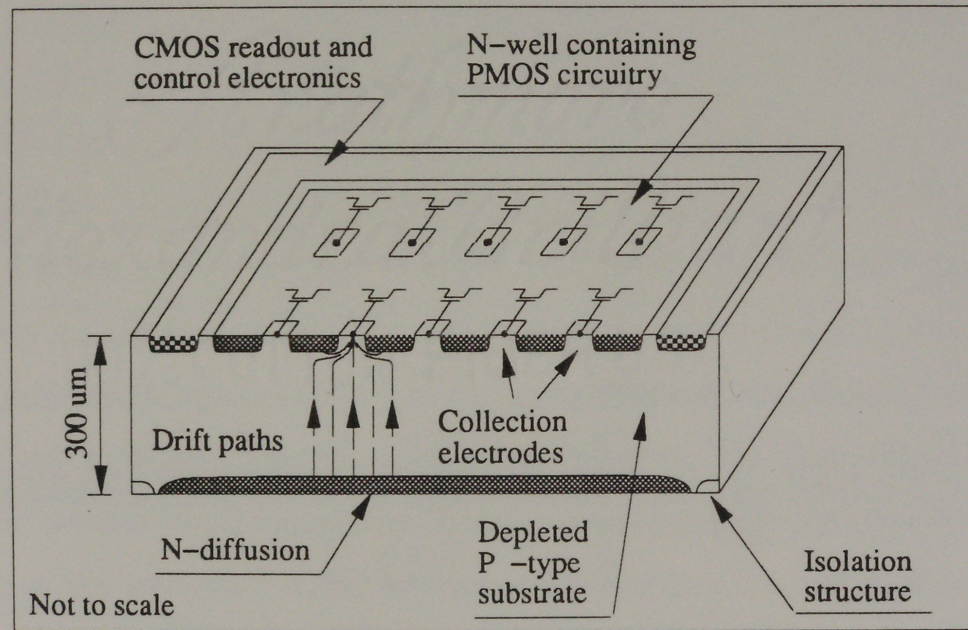 CMOS readout and
control electronics
N-well containing
PMOS circuitry
300 um
Drift paths
Collection
electrodes
N-diffusion
Depleted
P -type
substrate
Isolation
structure
Not to scale